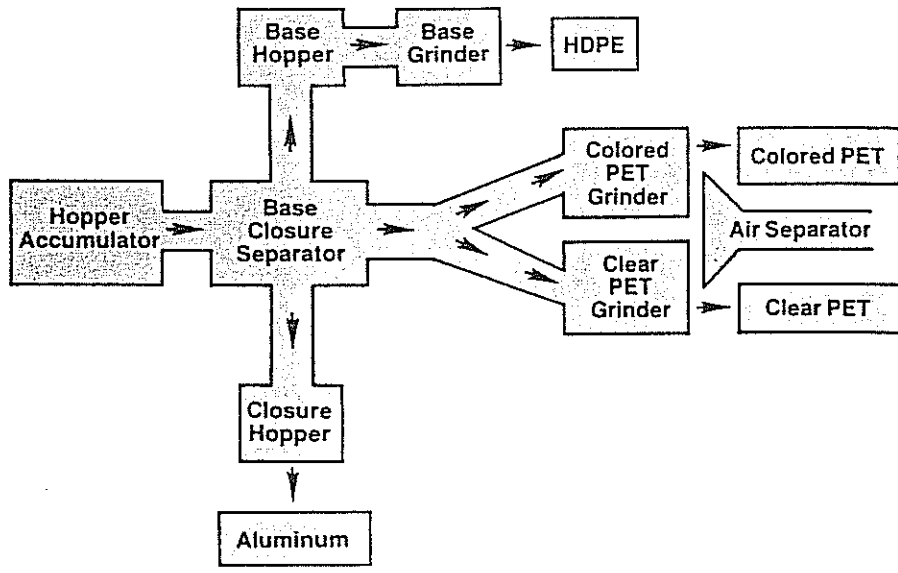 Base
Hopper
Base
Grinder
HDPE
Colored
PET
Grinder
Colored PET
Hopper
Accumulator
Base
Closure
Separator
Air Separator
Clear
PET
Grinder
Clear PET
Closure
Hopper
Aluminum